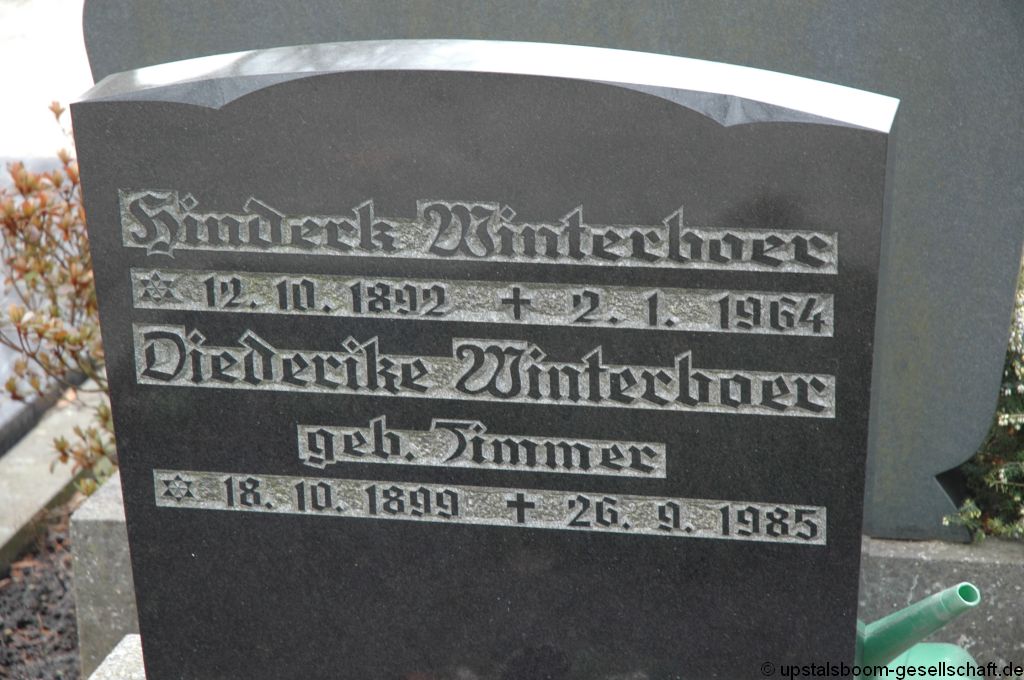 Hinderk Winterboer
✡ 12. 10. 1892 ✝ 2. 1. 1964
Diederike Winterboer
geb. Zimmer
✡ 18. 10. 1899 ✝ 26. 9. 1985
© upstalsboom-gesellschaft.de